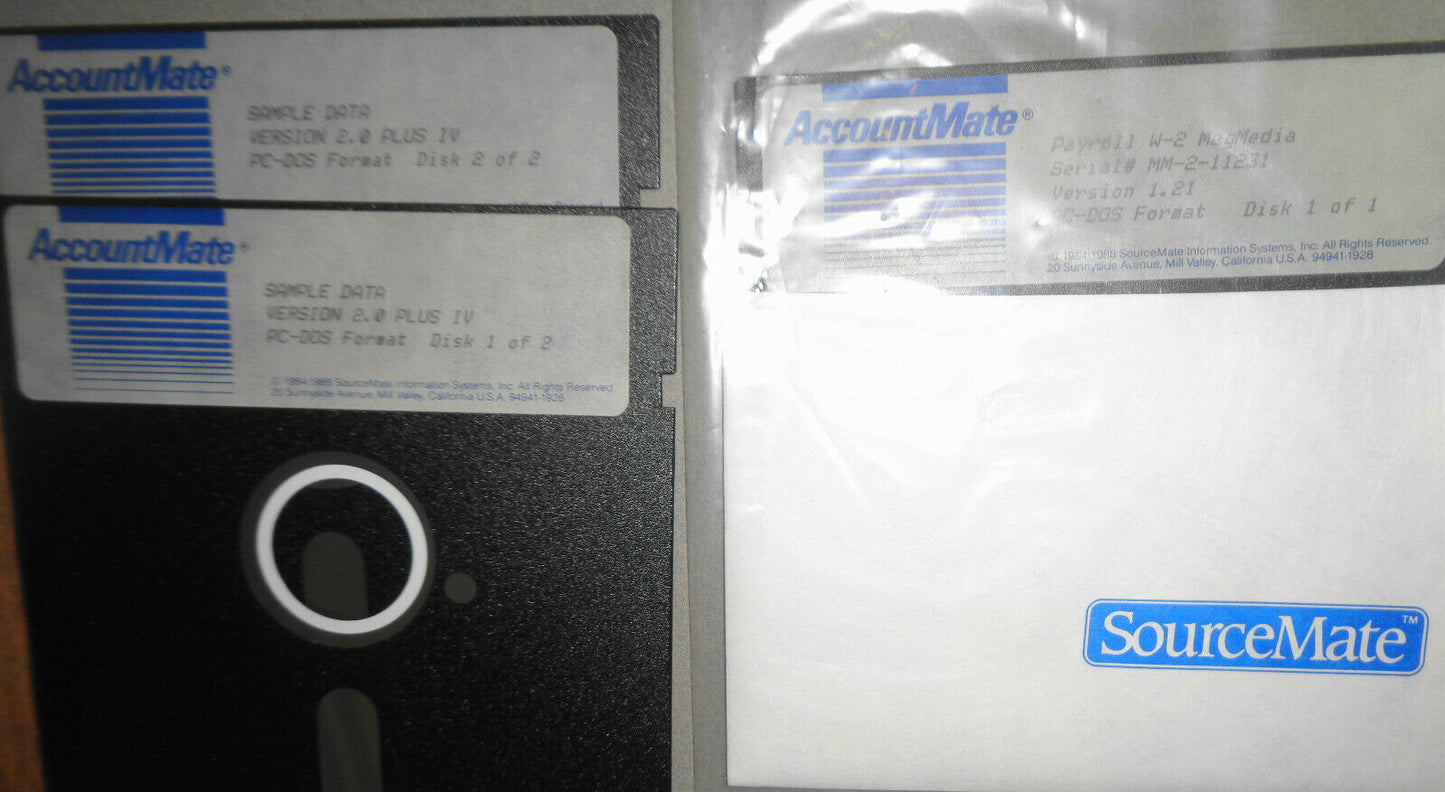 AccountMate®
SAMPLE DATA
VERSION 2.0 PLUS IV
PC-DOS Format Disk 2 of 2
AccountMate®
SAMPLE DATA
VERSION 2.0 PLUS IV
PC-DOS Format Disk 1 of 2
© 1984-1988 SourceMate Information Systems, Inc. All Rights Reserved.
20 Sunnyside Avenue, Mill Valley, California U.S.A. 94941-1928
AccountMate®
Payroll W-2 MagMedia
Serial# MM-2-11231
Version 1.21
PC-DOS Format Disk 1 of 1
© 1984-1988 SourceMate Information Systems, Inc. All Rights Reserved.
20 Sunnyside Avenue, Mill Valley, California U.S.A. 94941-1928
SourceMate™